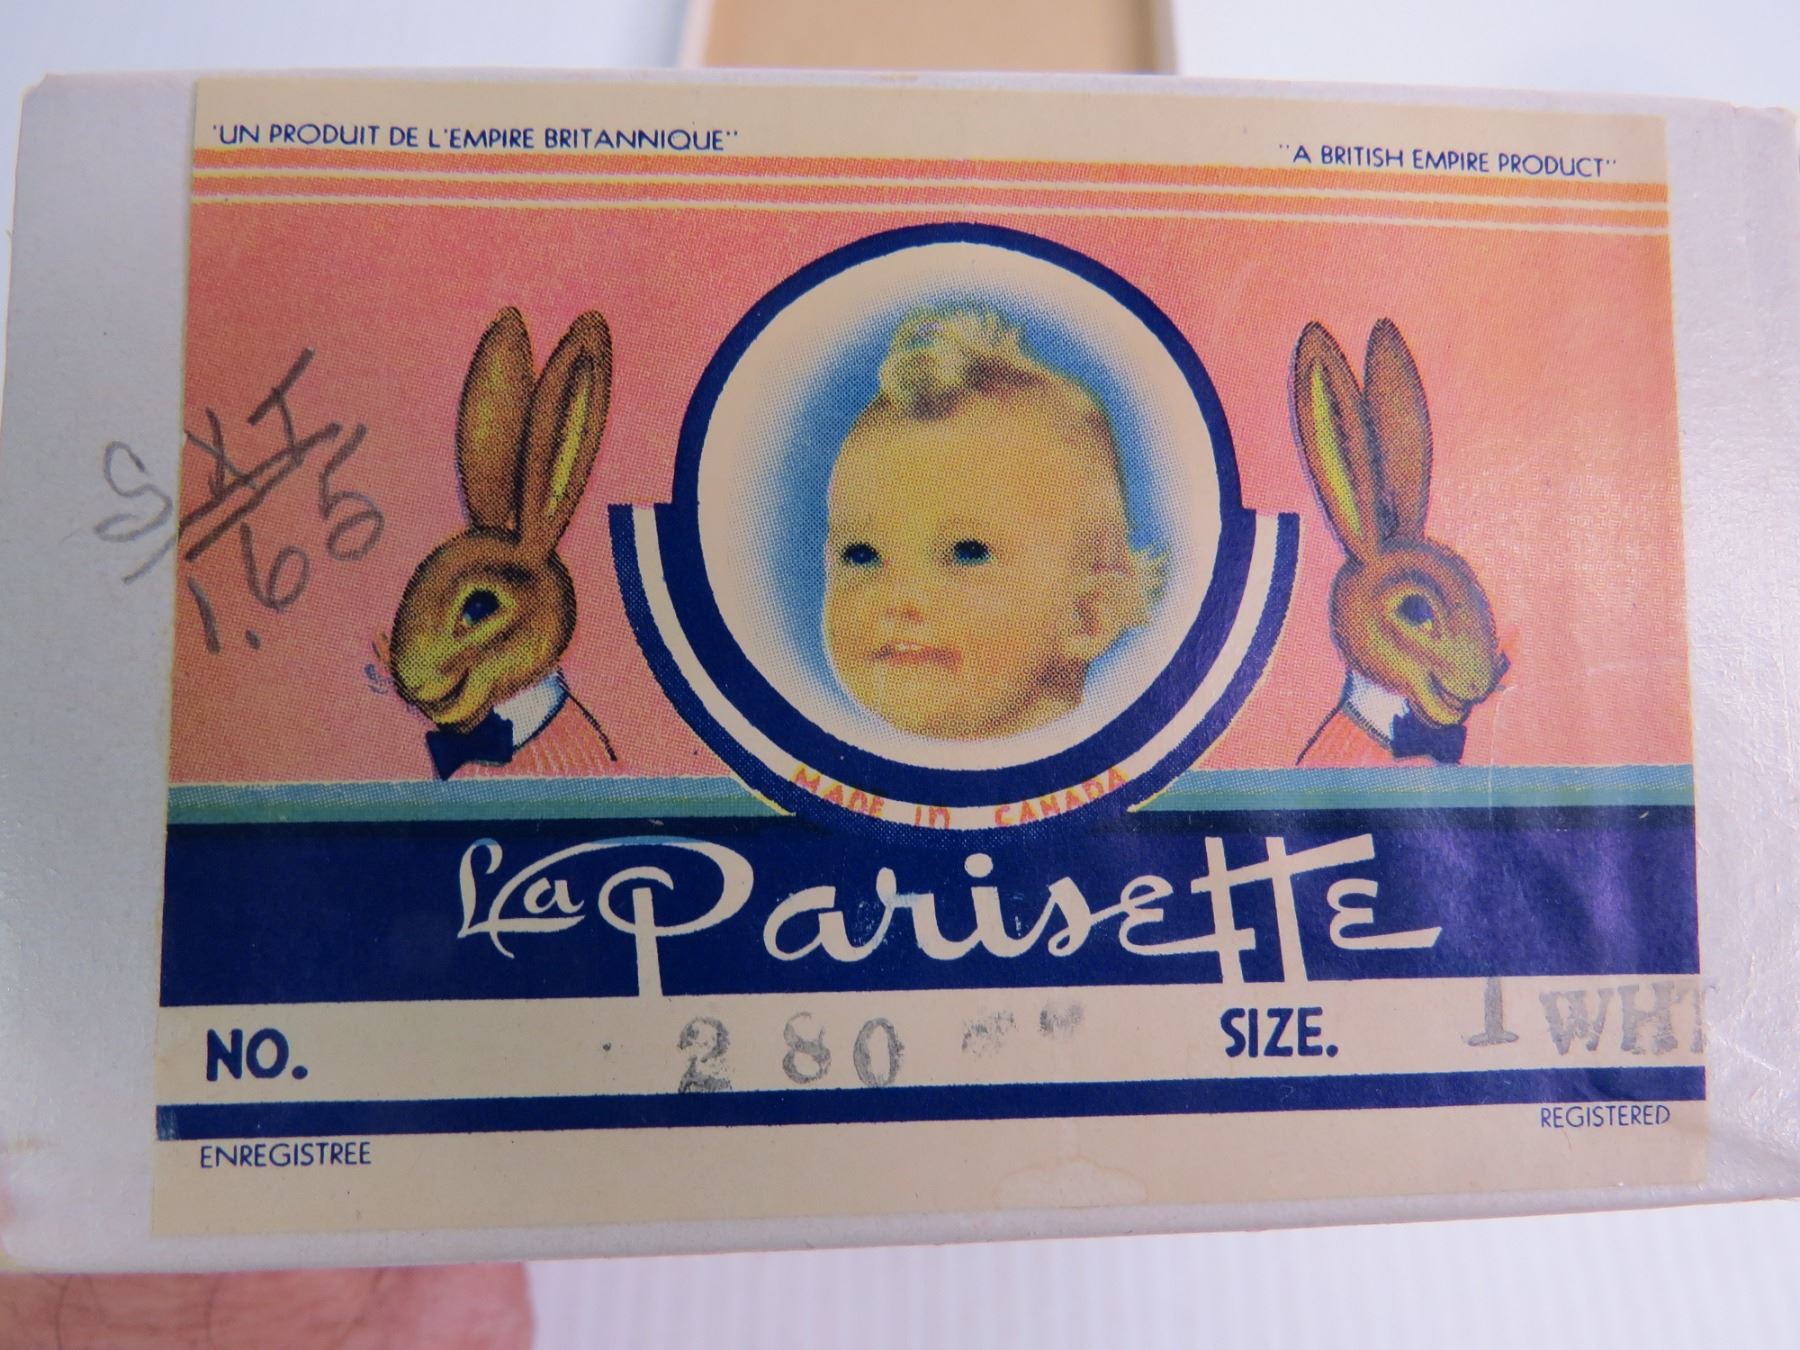 'UN PRODUIT DE L'EMPIRE BRITANNIQUE"
"A BRITISH EMPIRE PRODUCT"
1.65
MADE IN CANADA
La Parisette
NO. 280 SIZE. 1 WHT
REGISTERED
ENREGISTREE